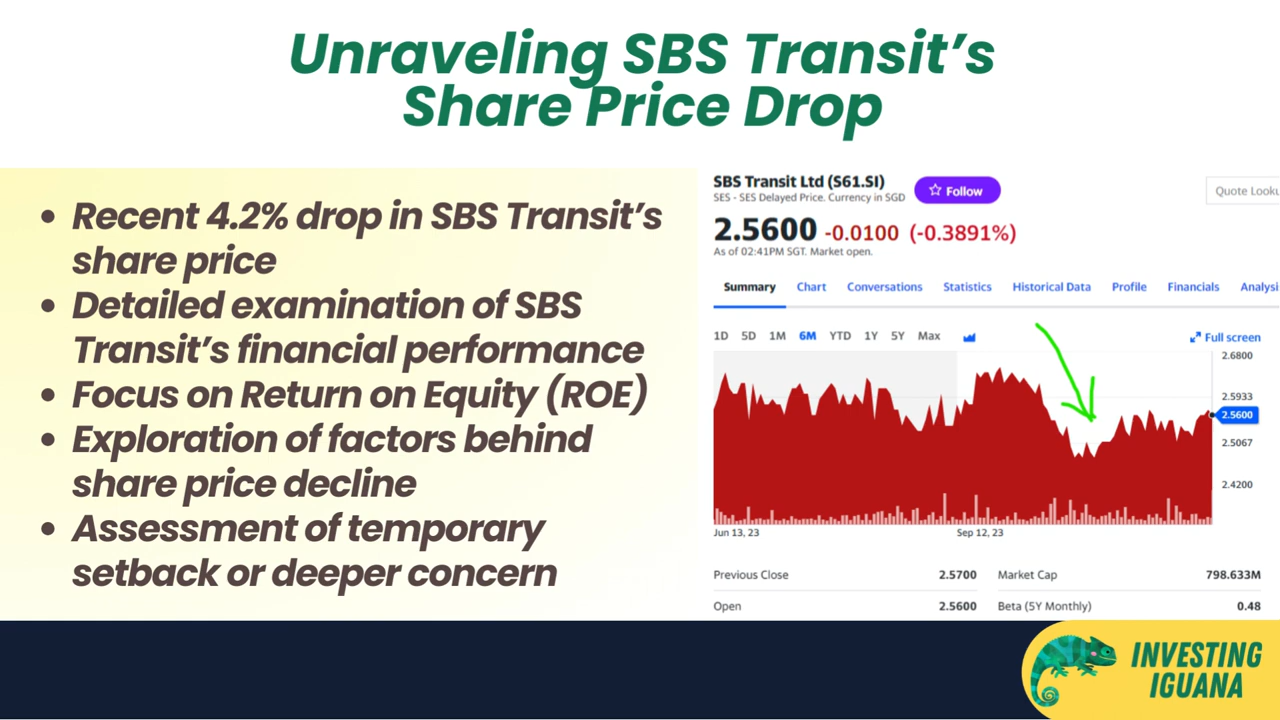 Unraveling SBS Transit's
Share Price Drop
• Recent 4.2% drop in SBS Transit's
share price
• Detailed examination of SBS
Transit's financial performance
• Focus on Return on Equity (ROE)
• Exploration of factors behind
share price decline
• Assessment of temporary
setback or deeper concern
SBS Transit Ltd (S61.SI)
Follow
SES - SES Delayed Price. Currency in SGD
Quote Looku
2.5600 -0.0100 (-0.3891%)
As of 02:41PM SGT. Market open.
Summary Chart Conversations Statistics Historical Data Profile Financials Analysi
1D 5D 1M 6M YTD 1Y 5Y Max Full screen
2.6800
2.5933
2.5600
2.5067
2.4200
Jun 13, 23 Sep 12, 23
Previous Close 2.5700 Market Cap 798.633M
Open 2.5600 Beta (5Y Monthly) 0.48
INVESTING
IGUANA